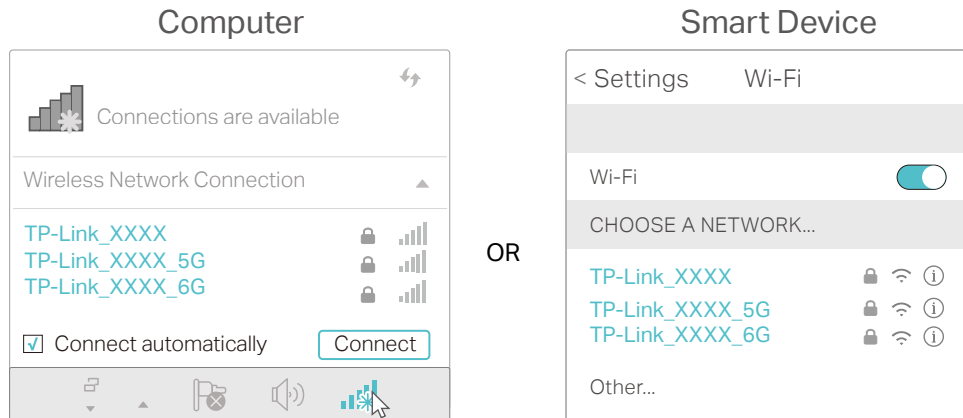 Computer
Connections are available
Wireless Network Connection
TP-Link_XXXX
TP-Link_XXXX_5G
TP-Link_XXXX_6G
Connect automatically
Connect
OR
Smart Device
< Settings Wi-Fi
Wi-Fi
CHOOSE A NETWORK...
TP-Link_XXXX
TP-Link_XXXX_5G
TP-Link_XXXX_6G
Other...